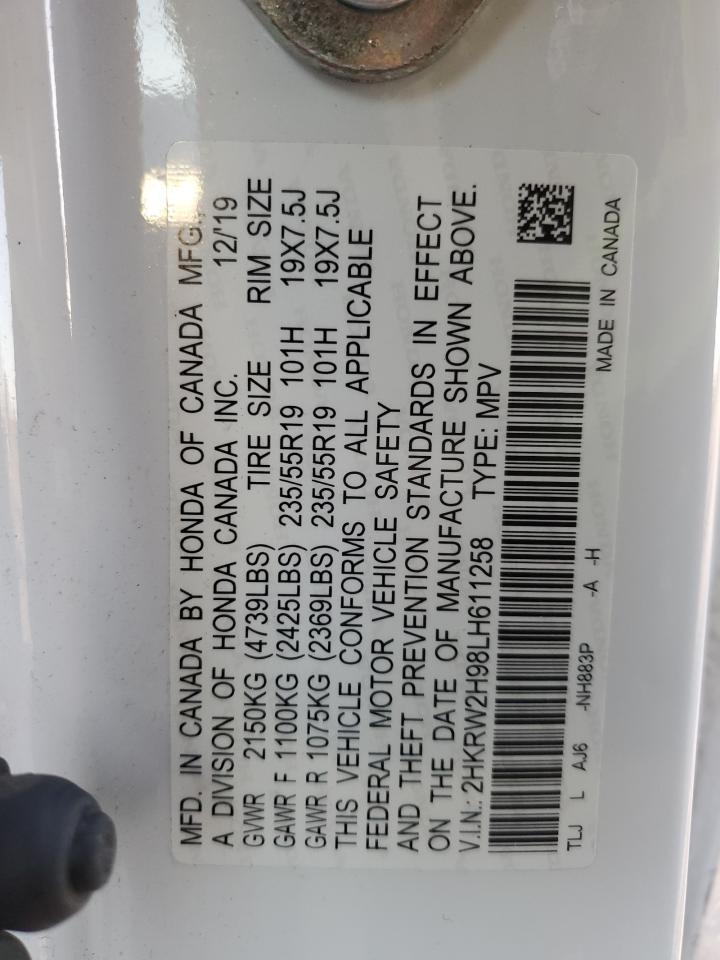 MFD. IN CANADA BY HONDA OF CANADA MFG.,
A DIVISION OF HONDA CANADA INC. 12/'19
GVWR 2150KG (4739LBS) TIRE SIZE RIM SIZE
GAWR F 1100KG (2425LBS) 235/55R19 101H 19X7.5J
GAWR R 1075KG (2369LBS) 235/55R19 101H 19X7.5J
THIS VEHICLE CONFORMS TO ALL APPLICABLE
FEDERAL MOTOR VEHICLE SAFETY
AND THEFT PREVENTION STANDARDS IN EFFECT
ON THE DATE OF MANUFACTURE SHOWN ABOVE.
V.I.N.: 2HKRW2H98LH611258 TYPE: MPV
TLJ L AJ6 -NH883P -A -H MADE IN CANADA